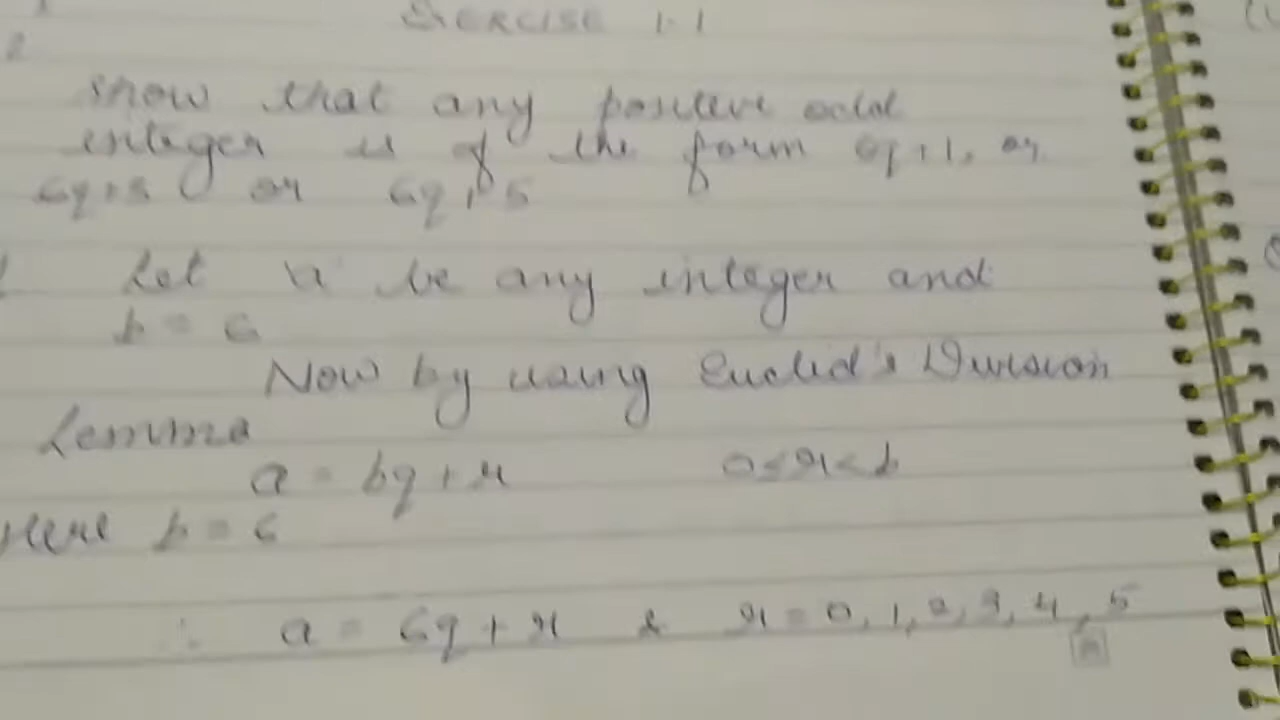 EXERCISE 1.1
2
show that any positive odd
integer is of the form 6q+1, or
6q+3 or 6q+5
Let 'a' be any integer and
b = 6
Now by using Euclid's Division
Lemma
a = bq + r 0≤r<b
Here b = 6
∴ a = 6q + r & r = 0, 1, 2, 3, 4, 5